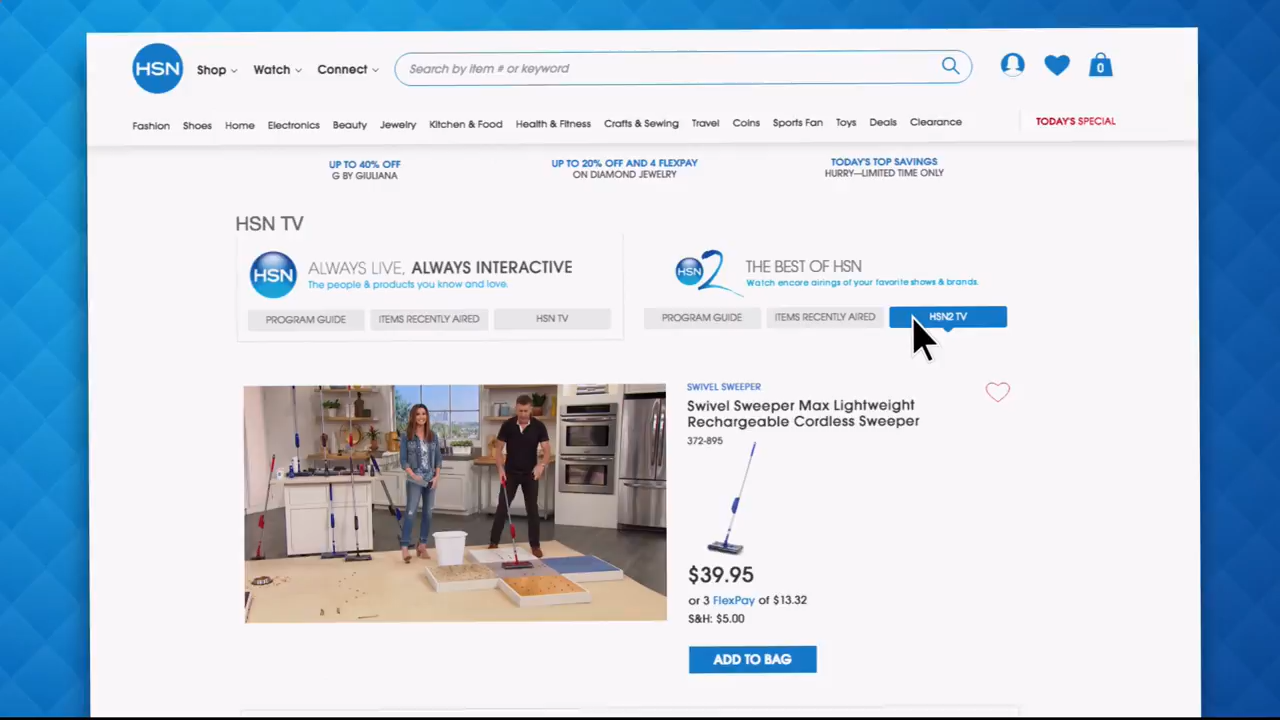 HSN
Shop
Watch
Connect
Search by item # or keyword
0
Fashion
Shoes
Home
Electronics
Beauty
Jewelry
Kitchen & Food
Health & Fitness
Crafts & Sewing
Travel
Coins
Sports Fan
Toys
Deals
Clearance
TODAY'S SPECIAL
UP TO 40% OFF
G BY GIULIANA
UP TO 20% OFF AND 4 FLEXPAY
ON DIAMOND JEWELRY
TODAY'S TOP SAVINGS
HURRY—LIMITED TIME ONLY
HSN TV
HSN
ALWAYS LIVE, ALWAYS INTERACTIVE
The people & products you know and love.
PROGRAM GUIDE
ITEMS RECENTLY AIRED
HSN TV
HSN 2
THE BEST OF HSN
Watch encore airings of your favorite shows & brands.
PROGRAM GUIDE
ITEMS RECENTLY AIRED
HSN2 TV
SWIVEL SWEEPER
Swivel Sweeper Max Lightweight
Rechargeable Cordless Sweeper
372-895
$39.95
or 3 FlexPay of $13.32
S&H: $5.00
ADD TO BAG